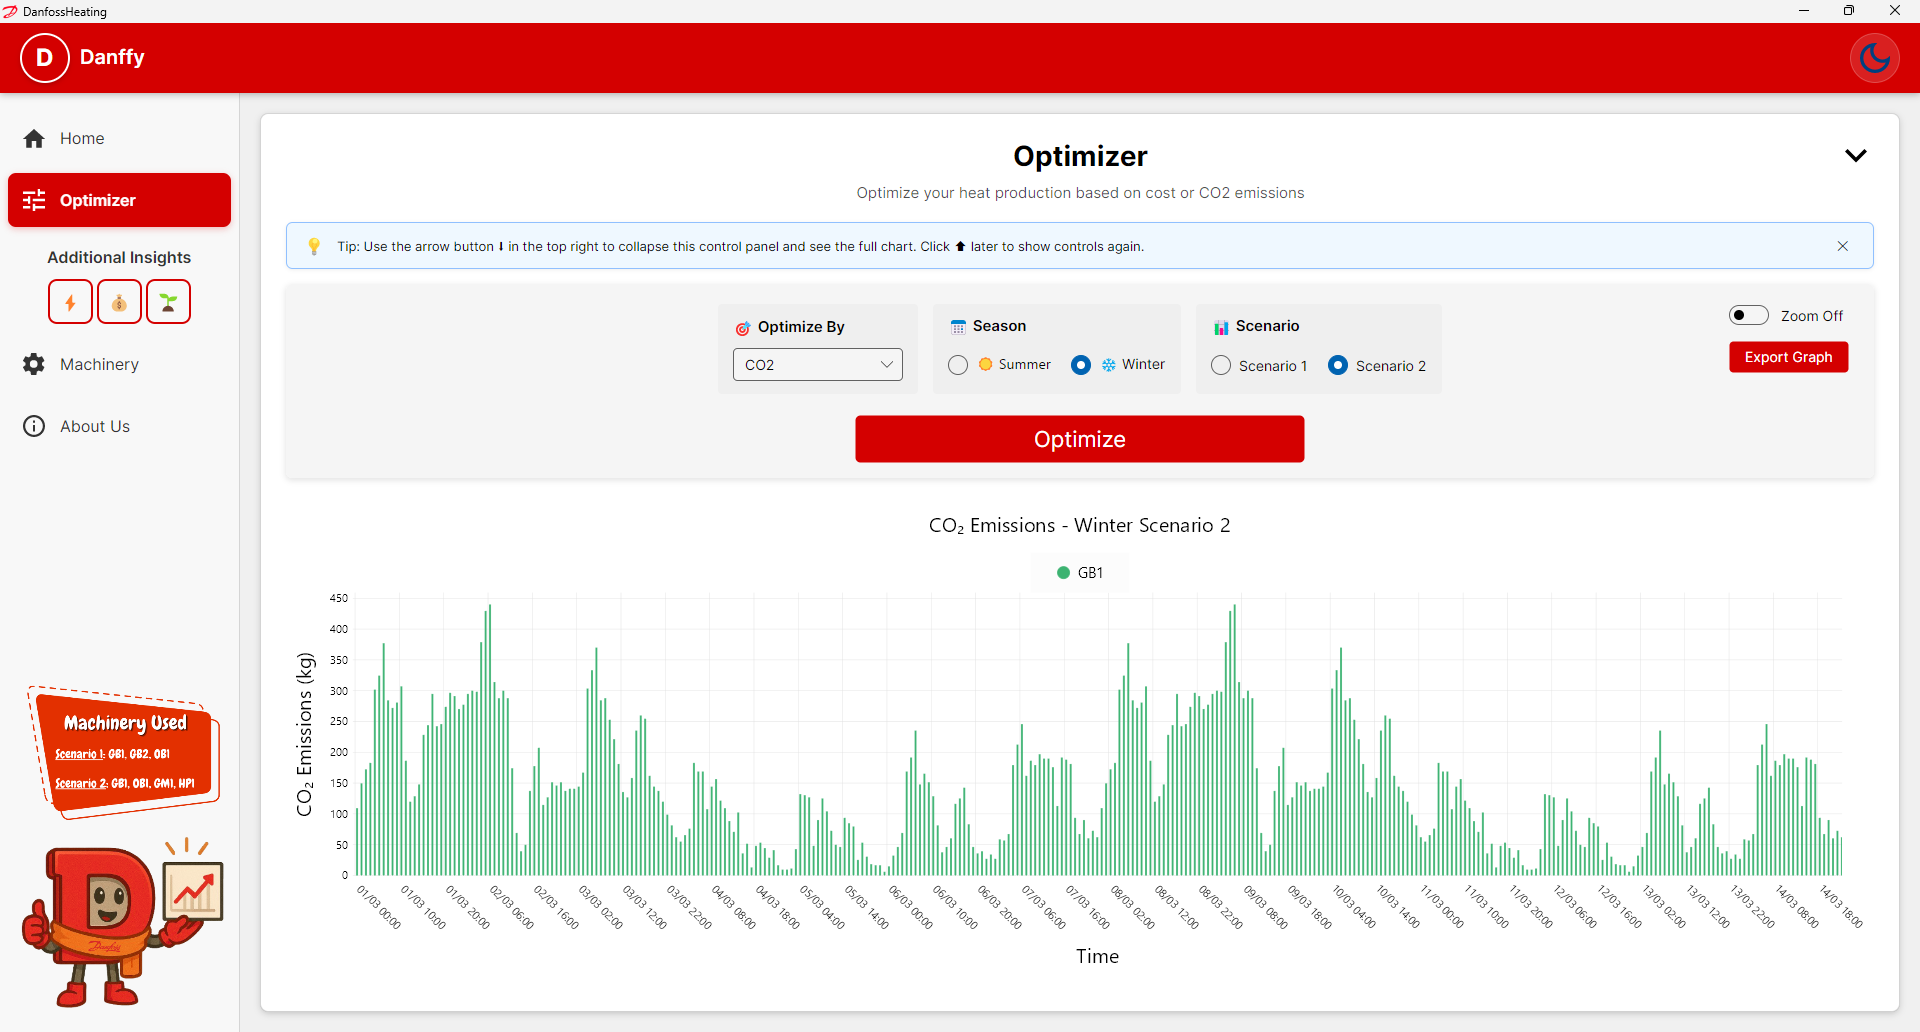 DanfossHeating
D Danffy
Home
Optimizer
Additional Insights
Machinery
About Us
Machinery Used
Scenario 1: GB1, GB2, OB1
Scenario 2: GB1, OB1, GM1, HP1
Danfoss
Optimizer
Optimize your heat production based on cost or CO2 emissions
Tip: Use the arrow button ⬇ in the top right to collapse this control panel and see the full chart. Click ⬆ later to show controls again.
Optimize By
CO2
Season
Summer Winter
Scenario
Scenario 1 Scenario 2
Zoom Off
Export Graph
Optimize
CO₂ Emissions - Winter Scenario 2
GB1
CO₂ Emissions (kg)
450
400
350
300
250
200
150
100
50
0
01/03 00:00
01/03 10:00
01/03 20:00
02/03 06:00
02/03 16:00
03/03 02:00
03/03 12:00
03/03 22:00
04/03 08:00
04/03 18:00
05/03 04:00
05/03 14:00
06/03 00:00
06/03 10:00
06/03 20:00
07/03 06:00
07/03 16:00
08/03 02:00
08/03 12:00
08/03 22:00
09/03 08:00
09/03 18:00
10/03 04:00
10/03 14:00
11/03 00:00
11/03 10:00
11/03 20:00
12/03 06:00
12/03 16:00
13/03 02:00
13/03 12:00
13/03 22:00
14/03 08:00
14/03 18:00
Time